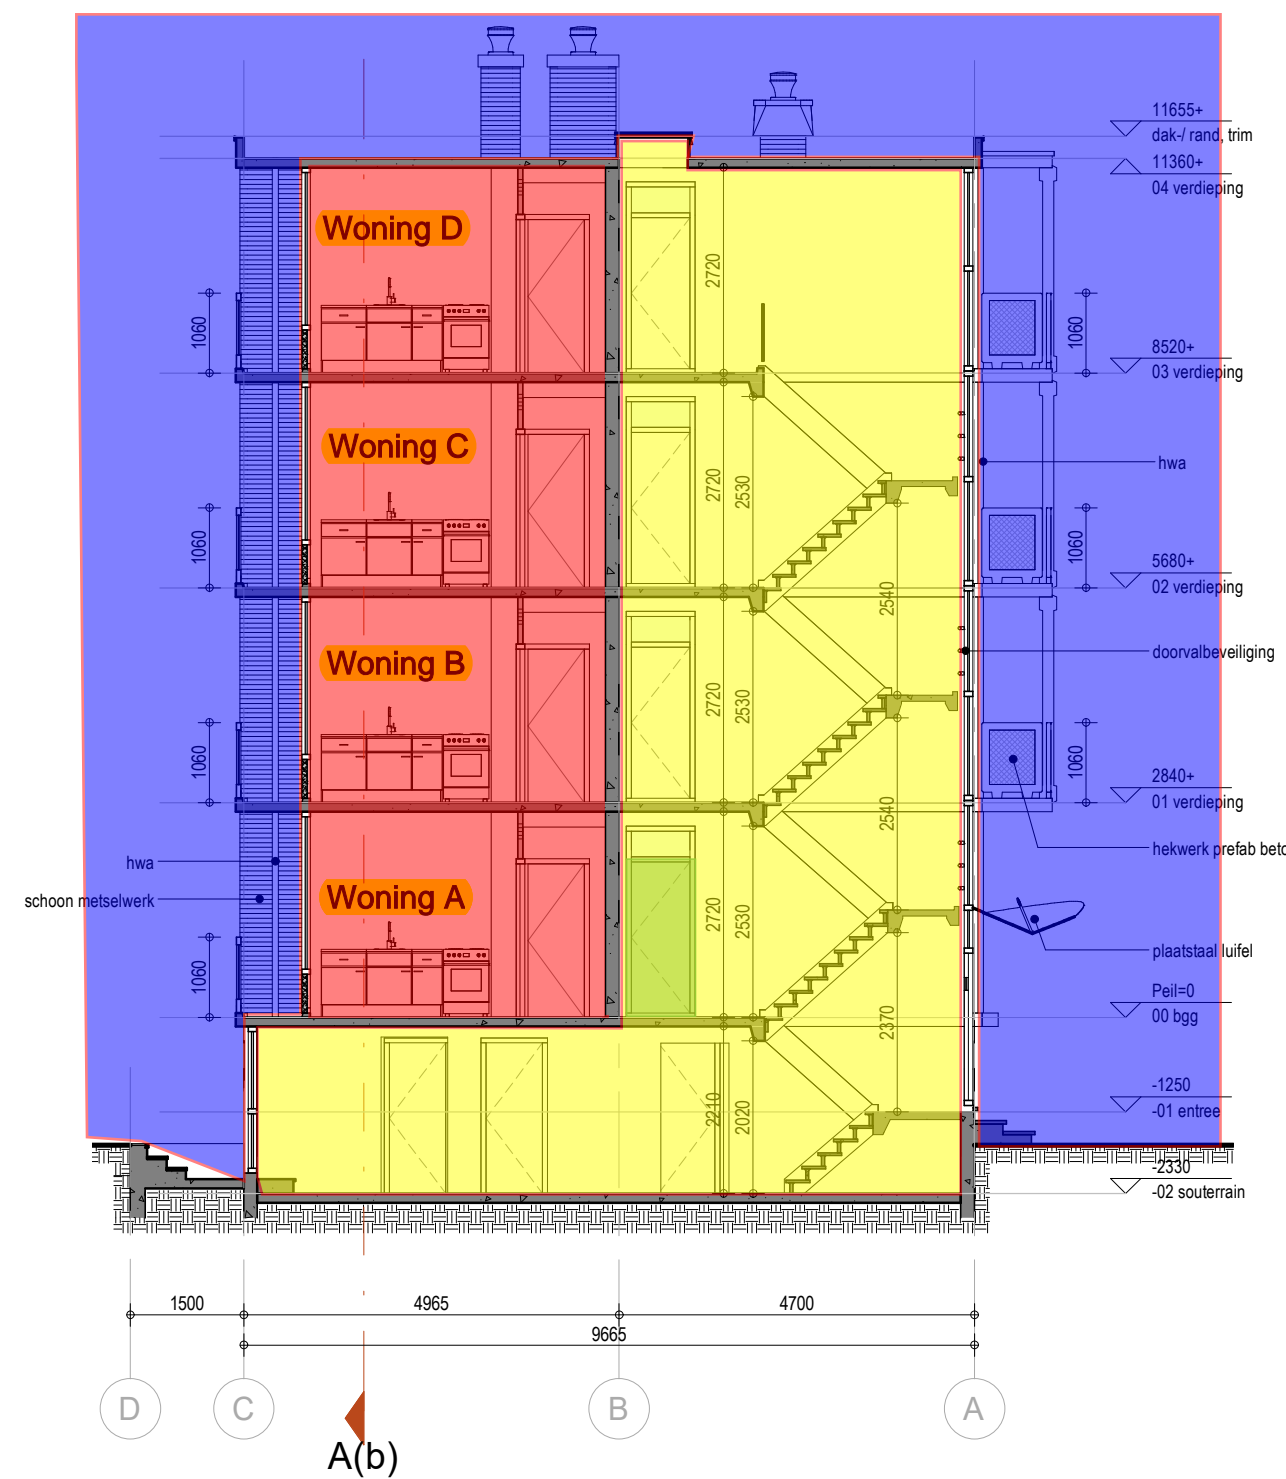 11655+
dak-/ rand, trim
11360+
04 verdieping
Woning D
2720
1060
1060
8520+
03 verdieping
Woning C
hwa
2720
2530
1060
1060
5680+
02 verdieping
2540
Woning B
doorvalbeveiliging
2720
2530
1060
1060
2840+
01 verdieping
2540
hwa
hekwerk prefab beto
schoon metselwerk
Woning A
2720
2530
plaatstaal luifel
1060
Peil=0
00 bgg
2370
-1250
-01 entree
2210
2020
-2330
-02 souterrain
1500
4965
4700
9665
D
C
B
A
A(b)